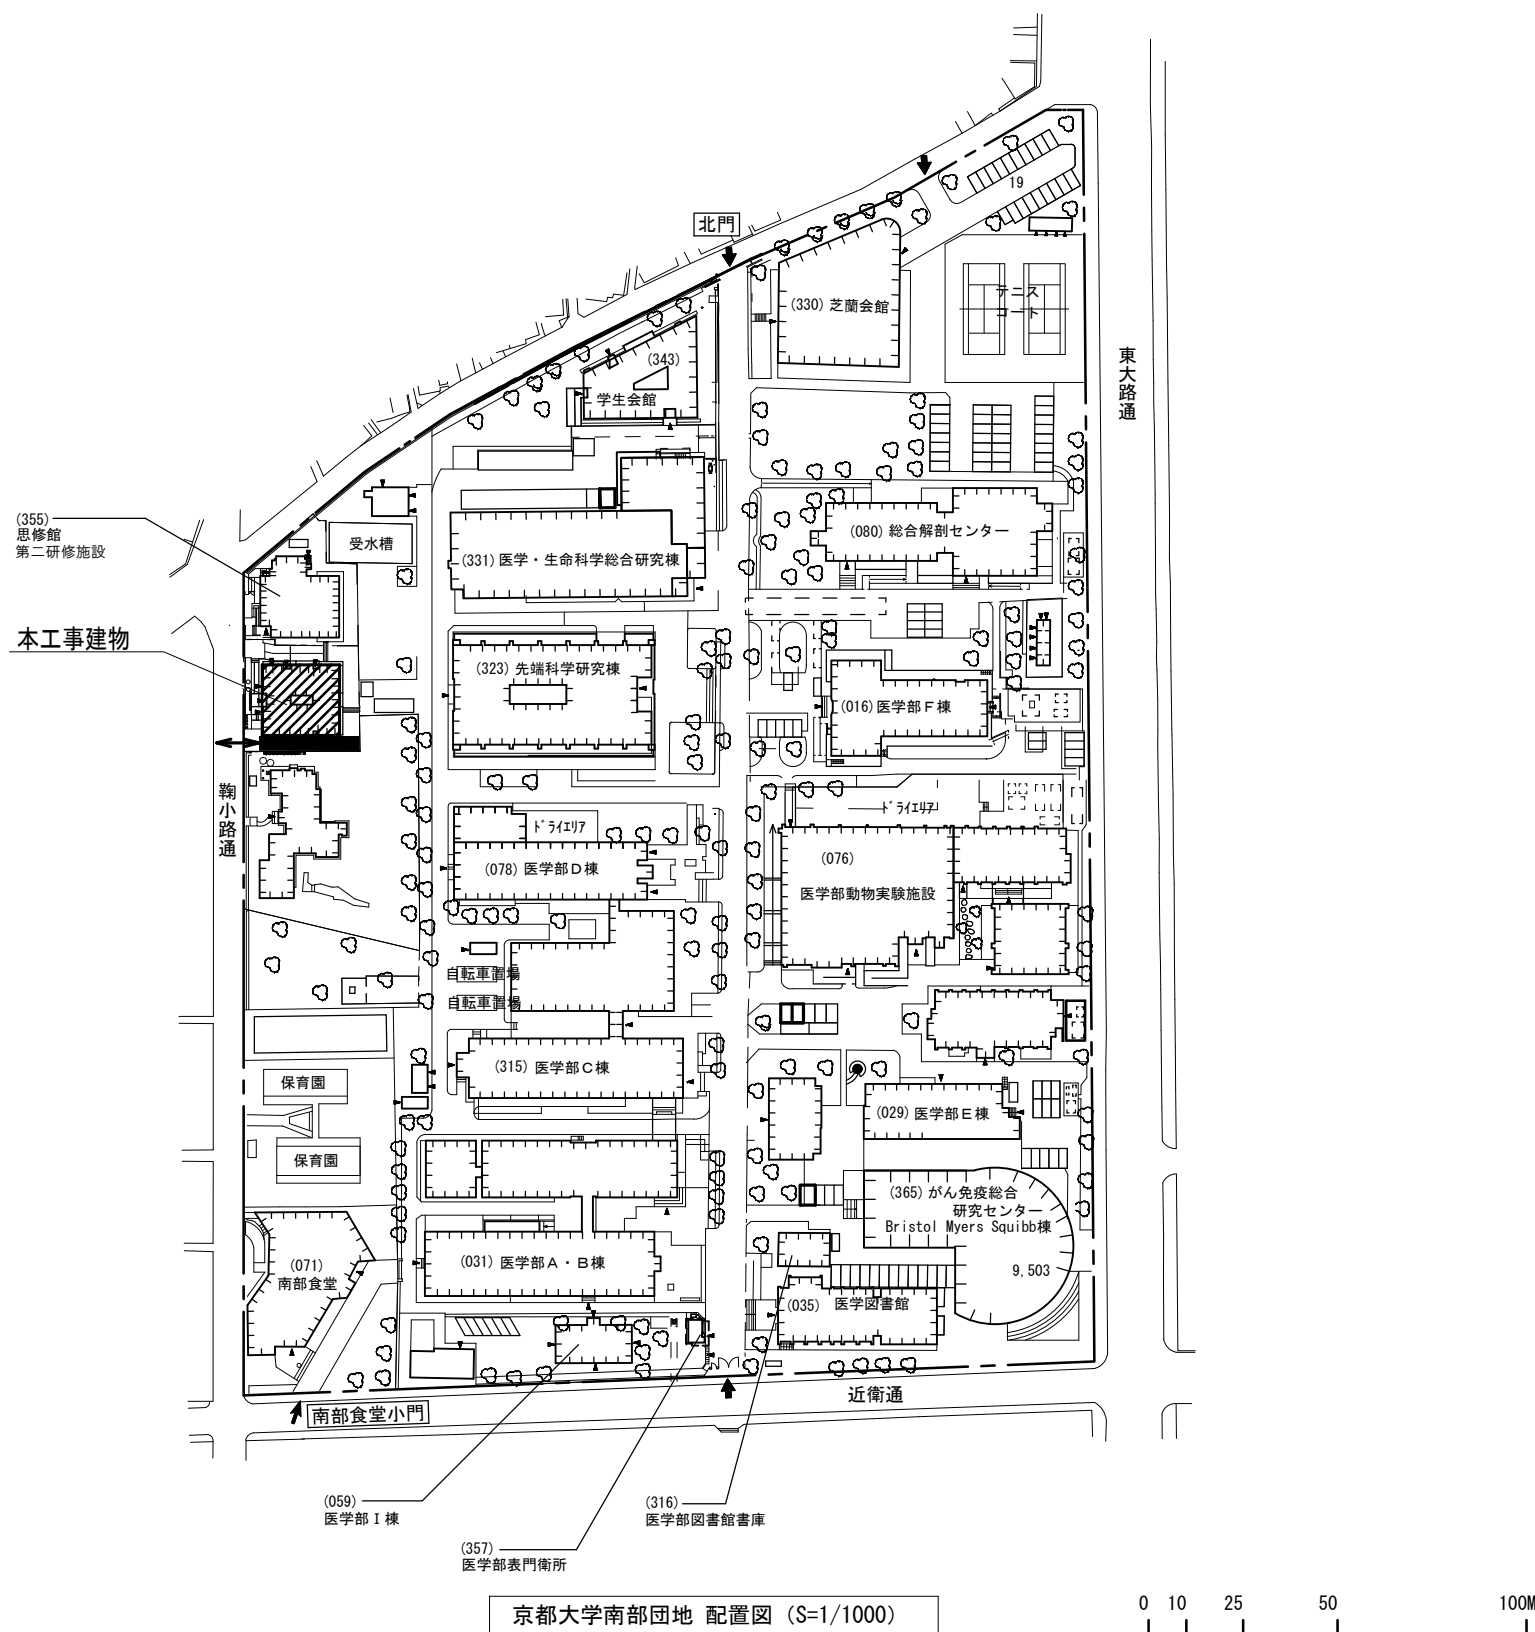 19
北門
(330) 芝蘭会館
テニス
コート
東大路通
(343)
学生会館
(355)
思修館
第二研修施設
受水槽
(331) 医学・生命科学総合研究棟
(080) 総合解剖センター
本工事建物
(323) 先端科学研究棟
(016) 医学部F棟
鞠小路通
ﾄﾞﾗｲｴﾘｱ
ﾄﾞﾗｲｴﾘｱ
(078) 医学部D棟
(076)
医学部動物実験施設
自転車置場
自転車置場
(315) 医学部C棟
保育園
(029) 医学部E棟
保育園
(365) がん免疫総合
研究センター
Bristol Myers Squibb棟
9,503
(071)
南部食堂
(031) 医学部A・B棟
(035) 医学図書館
近衛通
南部食堂小門
(059)
医学部I棟
(316)
医学部図書館書庫
(357)
医学部表門衛所
京都大学南部団地 配置図 (S=1/1000)
0 10 25 50 100M